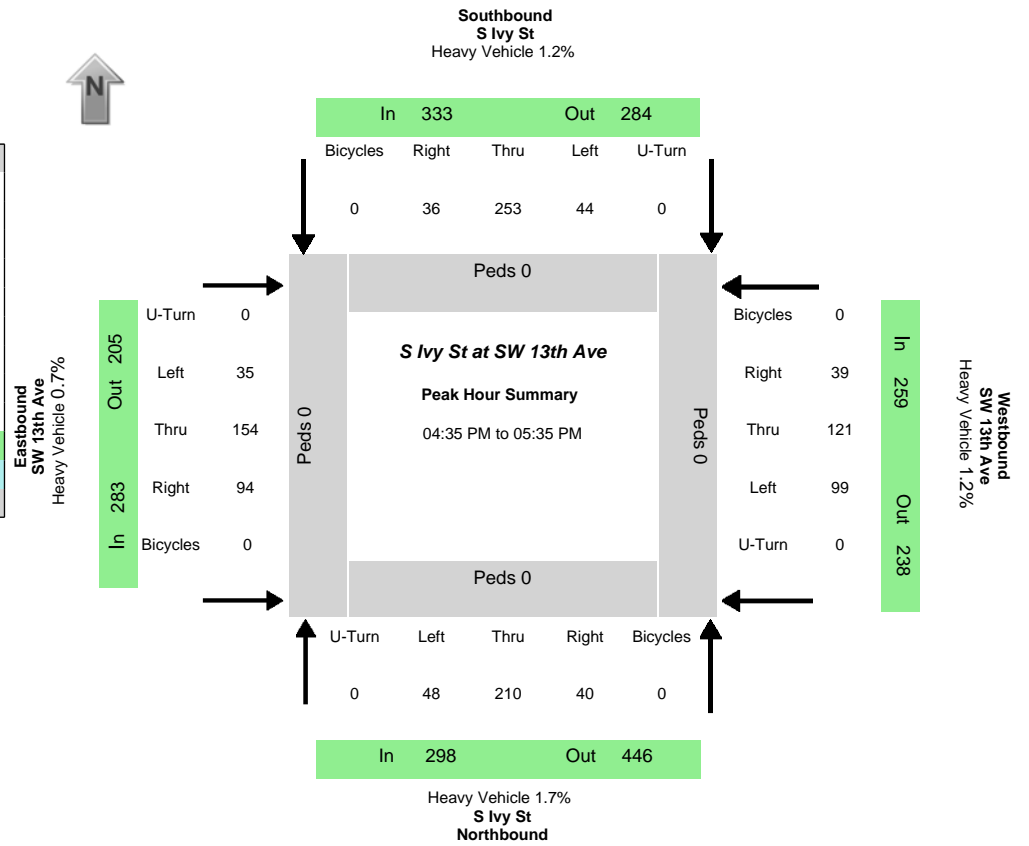 Southbound
S Ivy St
Heavy Vehicle 1.2%
N
In 333 Out 284
Bicycles Right Thru Left U-Turn
0 36 253 44 0
Peds 0
U-Turn 0
Left 35
Thru 154
Right 94
Bicycles 0
Out 205
In 283
Eastbound
SW 13th Ave
Heavy Vehicle 0.7%
Peds 0
S Ivy St at SW 13th Ave
Peak Hour Summary
04:35 PM to 05:35 PM
Peds 0
Bicycles 0
Right 39
Thru 121
Left 99
U-Turn 0
In 259
Out 238
Westbound
SW 13th Ave
Heavy Vehicle 1.2%
Peds 0
U-Turn Left Thru Right Bicycles
0 48 210 40 0
In 298 Out 446
Heavy Vehicle 1.7%
S Ivy St
Northbound